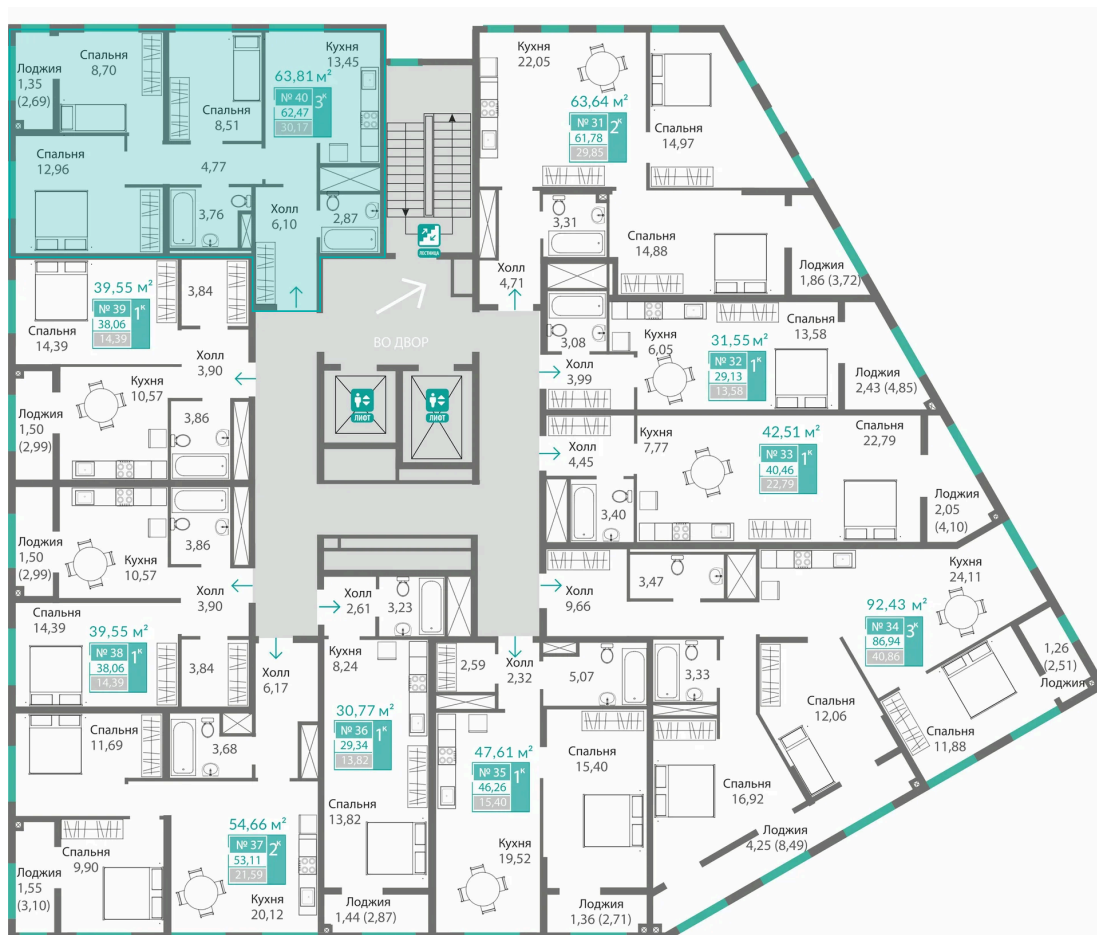 Лоджия
1,35
(2,69)
Спальня
8,70
Спальня
8,51
Кухня
13,45
63,81 м²
№ 40
3к
62,47
30,17
Спальня
12,96
4,77
3,76
Холл
6,10
2,87
ЛЕСТНИЦА
Кухня
22,05
63,64 м²
№ 31
2к
61,78
29,85
Спальня
14,97
3,31
Спальня
14,88
Лоджия
1,86 (3,72)
Холл
4,71
39,55 м²
№ 39
1к
38,06
14,39
3,84
Спальня
14,39
Холл
3,90
Кухня
10,57
Лоджия
1,50
(2,99)
3,86
ВО ДВОР
ЛИФТ
ЛИФТ
3,08
Холл
3,99
Кухня
6,05
31,55 м²
№ 32
1к
29,13
13,58
Спальня
13,58
Лоджия
2,43 (4,85)
Холл
4,45
Кухня
7,77
42,51 м²
№ 33
1к
40,46
22,79
Спальня
22,79
3,40
Лоджия
2,05
(4,10)
Лоджия
1,50
(2,99)
3,86
Кухня
10,57
Холл
3,90
Спальня
14,39
39,55 м²
№ 38
1к
38,06
14,39
3,84
Холл
2,61
3,23
Холл
9,66
3,47
Кухня
24,11
92,43 м²
№ 34
3к
86,94
40,86
1,26
(2,51)
Лоджия
Спальня
12,06
Спальня
11,88
Холл
6,17
Кухня
8,24
2,59
Холл
2,32
5,07
3,33
Спальня
11,69
3,68
30,77 м²
№ 36
1к
29,34
13,82
Спальня
13,82
47,61 м²
№ 35
1к
46,26
15,40
Спальня
15,40
Спальня
16,92
Лоджия
4,25 (8,49)
54,66 м²
№ 37
2к
53,11
21,59
Спальня
9,90
Лоджия
1,55
(3,10)
Кухня
20,12
Кухня
19,52
Лоджия
1,44 (2,87)
Лоджия
1,36 (2,71)